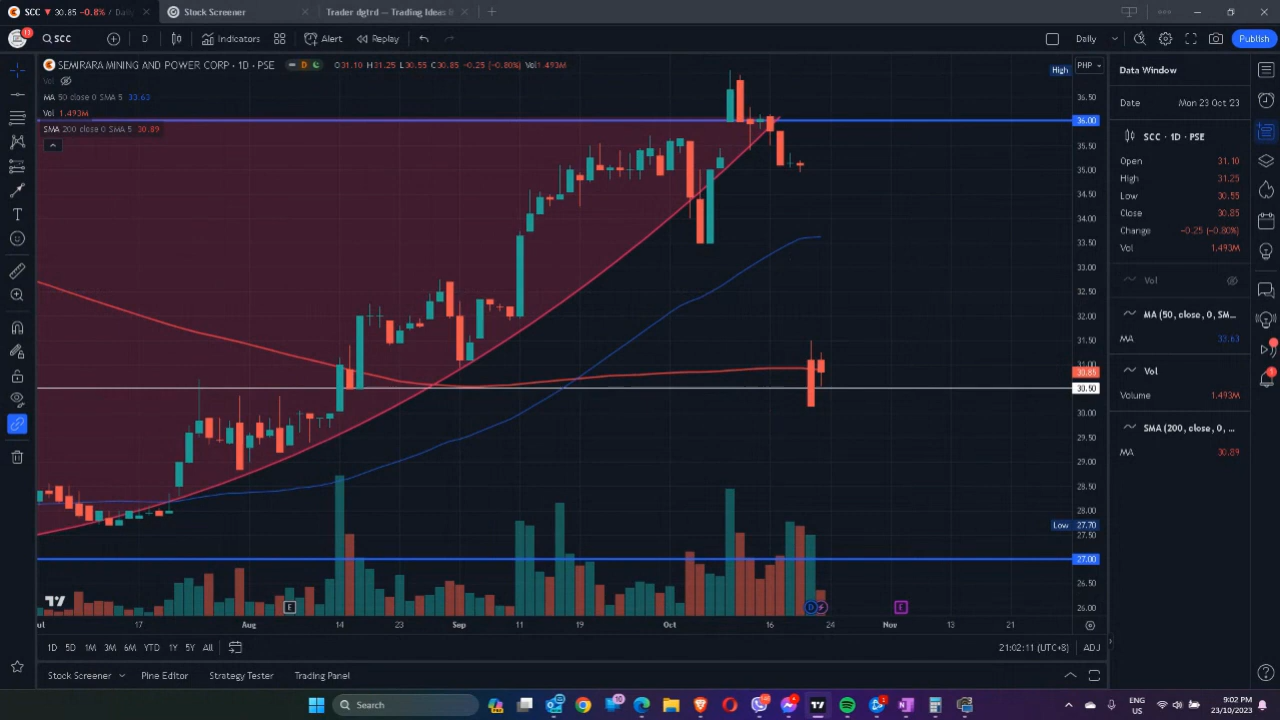 SCC ▼ 30.85 −0.8% / Daily
Stock Screener
Trader dgtrd — Trading Ideas &
SCC
D
Indicators
Alert
Replay
Daily
Publish
SEMIRARA MINING AND POWER CORP · 1D · PSE
O31.10 H31.25 L30.55 C30.85 −0.25 (−0.80%) Vol1.493M
Vol
MA 50 close 0 SMA 5 33.63
Vol 1.493M
SMA 200 close 0 SMA 5 30.89
PHP
High
36.50
36.00
35.50
35.00
34.50
34.00
33.50
33.00
32.50
32.00
31.50
31.00
30.85
30.50
30.00
29.50
29.00
28.50
28.00
Low 27.70
27.50
27.00
26.50
26.00
E
D
E
ul 17 Aug 14 23 Sep 11 19 Oct 16 24 Nov 13 21
1D 5D 1M 3M 6M YTD 1Y 5Y All
21:02:11 (UTC+8)
ADJ
Stock Screener
Pine Editor
Strategy Tester
Trading Panel
Data Window
Date Mon 23 Oct 23
SCC · 1D · PSE
Open 31.10
High 31.25
Low 30.55
Close 30.85
Change −0.25 (−0.80%)
Vol 1.493M
Vol
MA (50, close, 0, SM...
MA 33.63
Vol
Volume 1.493M
SMA (200, close, 0, ...
MA 30.89
Search
ENG
US
9:02 PM
23/10/2023